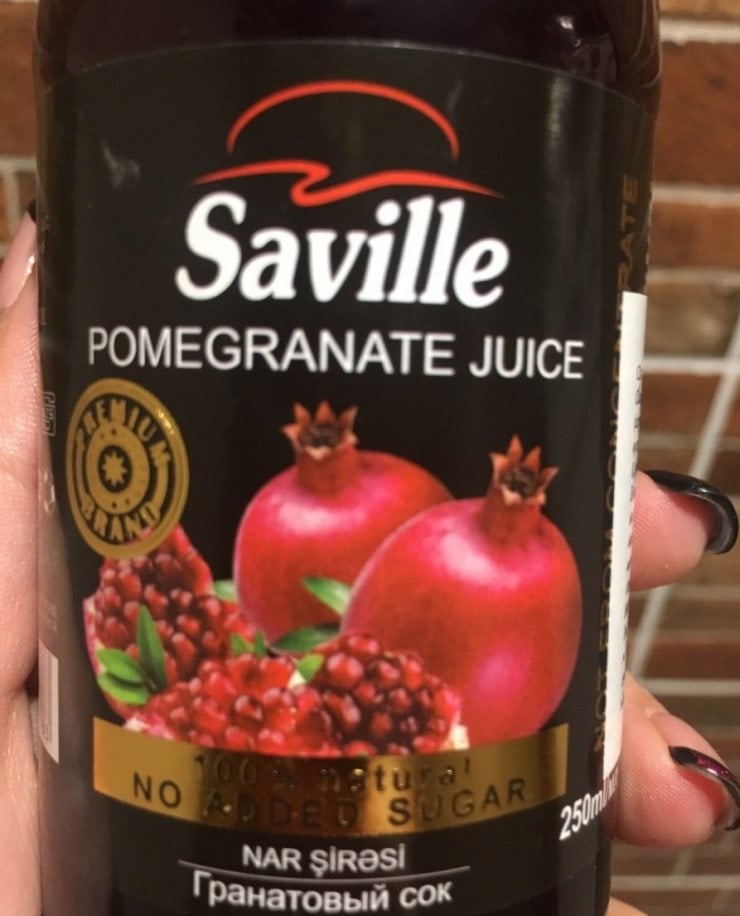 Saville
POMEGRANATE JUICE
PREMIUM
BRAND
100% natural
NO ADDED SUGAR
NAR ŞİRƏSİ
Гранатовый сок
250ml
NOT FROM CONCENTRATE